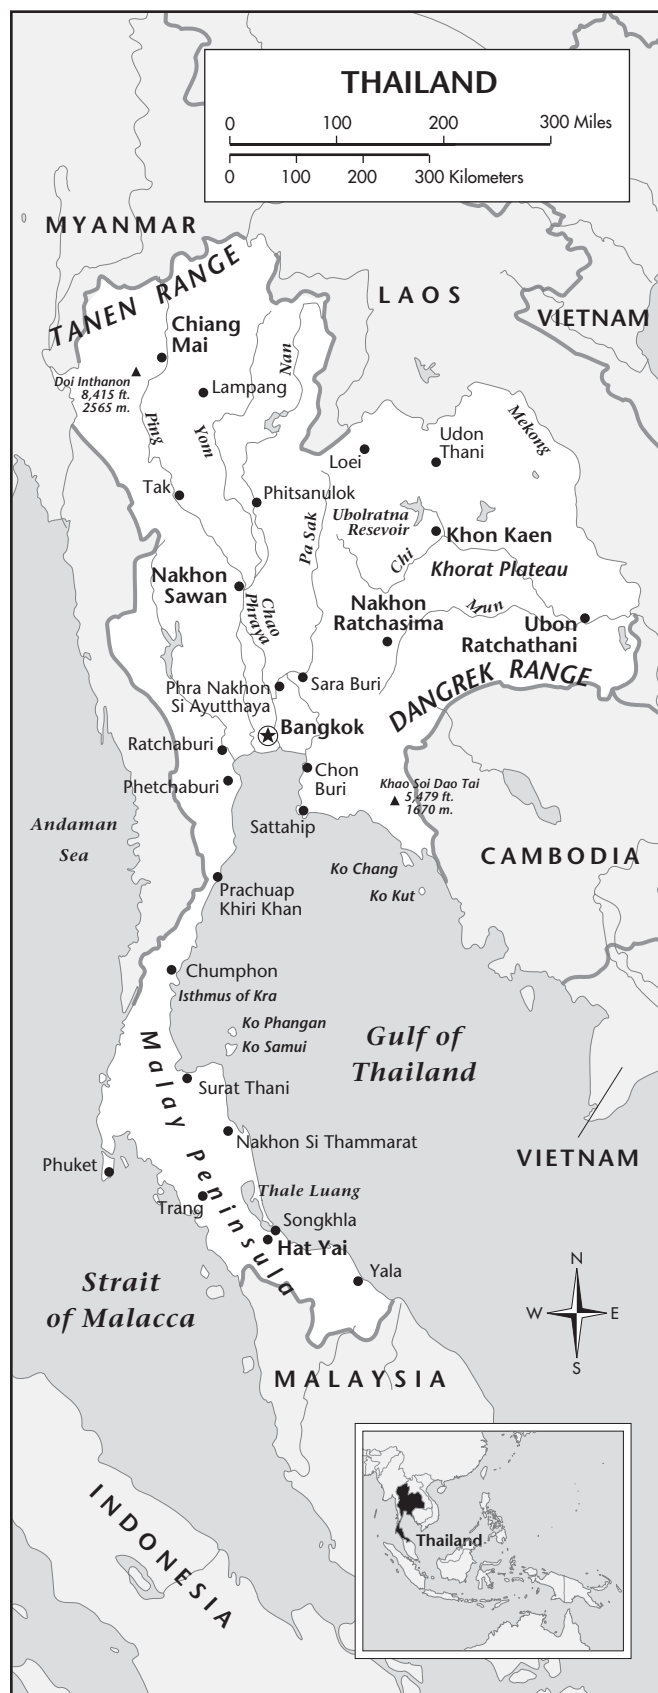 THAILAND
0 100 200 300 Miles
0 100 200 300 Kilometers
MYANMAR
LAOS
VIETNAM
TANEN RANGE
Chiang
Mai
Doi Inthanon
8,415 ft.
2565 m.
Lampang
Nan
Ping
Yom
Mekong
Loei
Udon
Thani
Tak
Phitsanulok
Pa Sak
Ubolratna
Resevoir
Khon Kaen
Chi
Khorat Plateau
Nakhon
Sawan
Chao
Phraya
Nakhon
Ratchasima
Mun
Ubon
Ratchathani
Phra Nakhon
Si Ayutthaya
Sara Buri
DANGREK RANGE
Bangkok
Ratchaburi
Phetchaburi
Chon
Buri
Khao Soi Dao Tai
5,479 ft.
1670 m.
Sattahip
Andaman
Sea
CAMBODIA
Ko Chang
Ko Kut
Prachuap
Khiri Khan
Chumphon
Isthmus of Kra
Ko Phangan
Ko Samui
Gulf of
Thailand
Malay Peninsula
Surat Thani
Nakhon Si Thammarat
VIETNAM
Phuket
Trang
Thale Luang
Songkhla
Hat Yai
Yala
Strait
of Malacca
N
W E
S
MALAYSIA
INDONESIA
Thailand